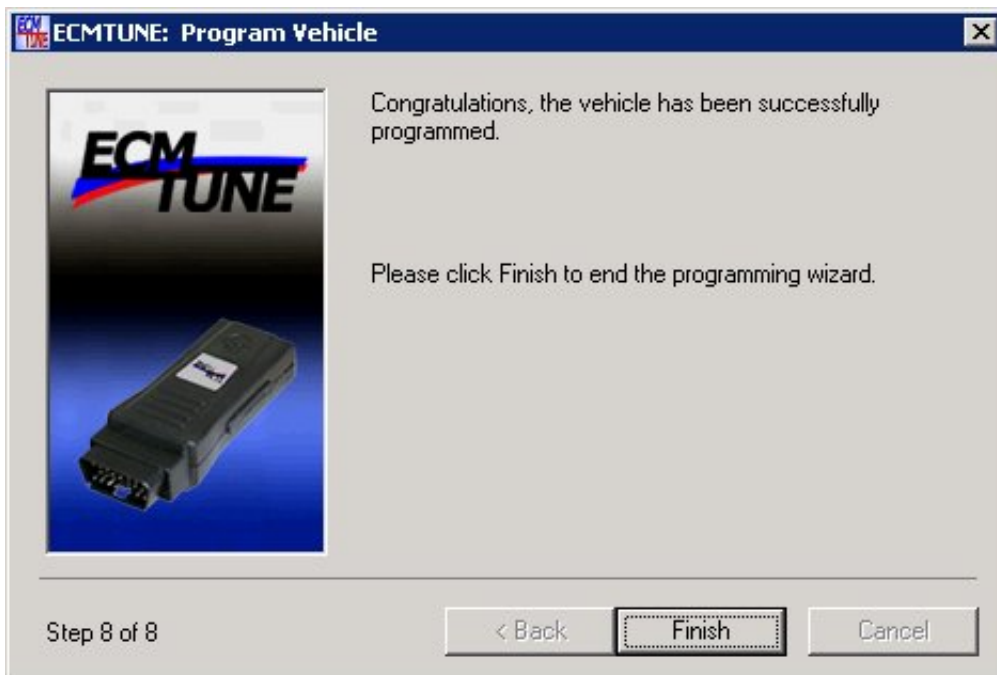 ECMTUNE: Program Vehicle
ECM
TUNE
Congratulations, the vehicle has been successfully
programmed.
Please click Finish to end the programming wizard.
Step 8 of 8
< Back
Finish
Cancel